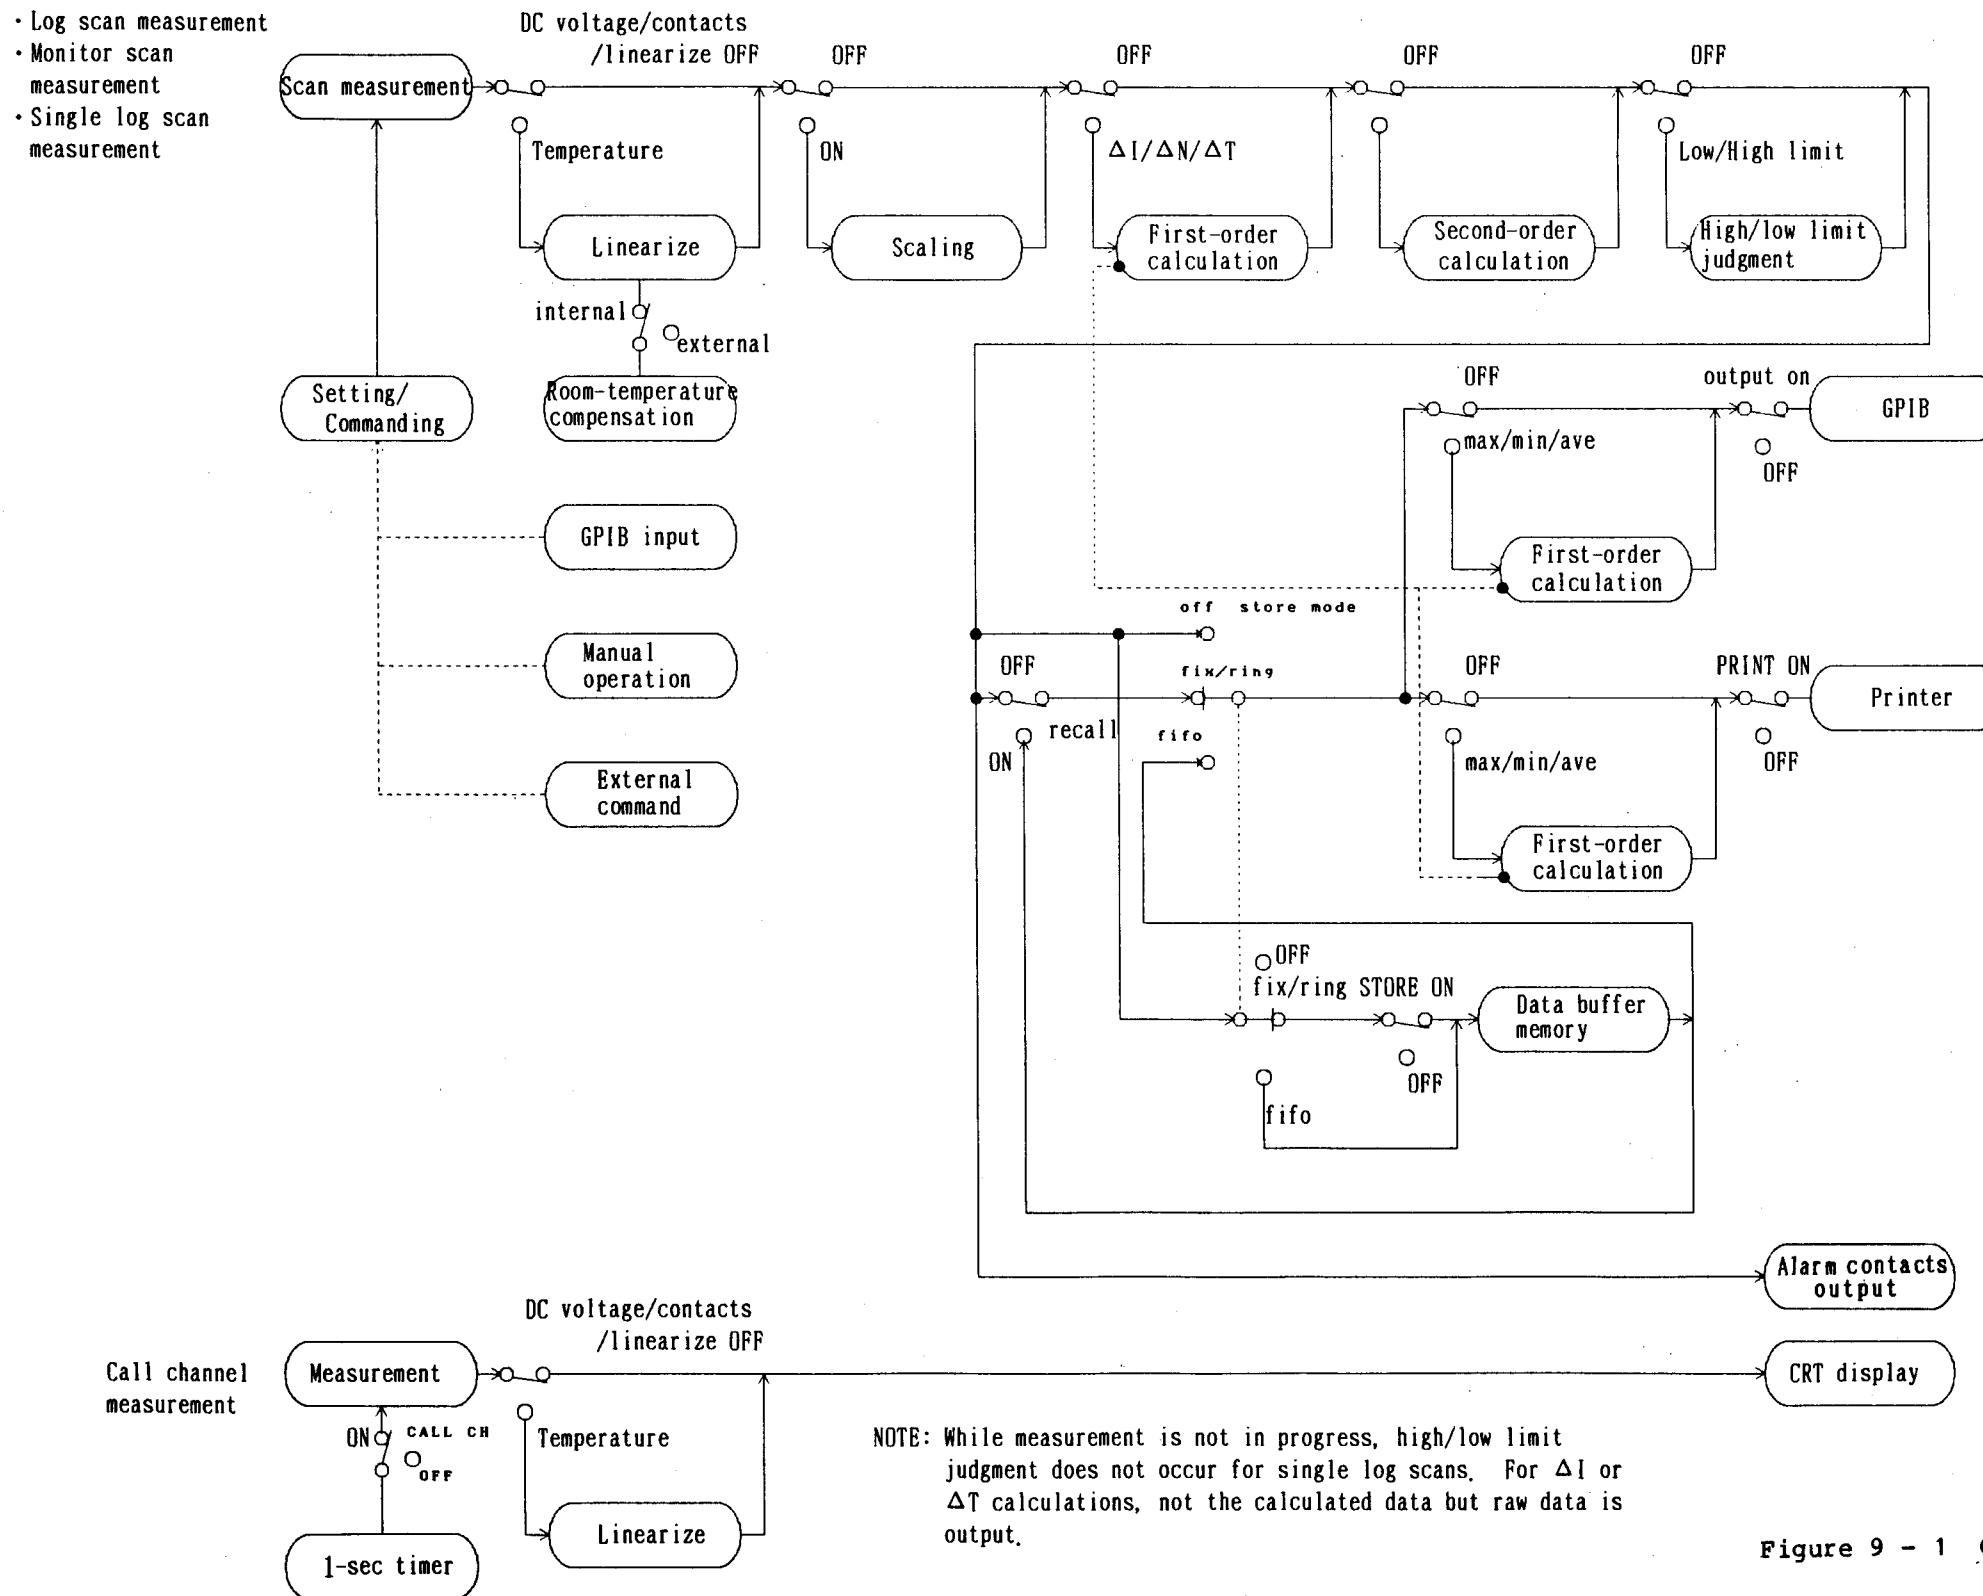 ・Log scan measurement
・Monitor scan
measurement
・Single log scan
measurement
DC voltage/contacts
/linearize OFF
OFF
OFF
OFF
OFF
Scan measurement
Temperature
ON
ΔI/ΔN/ΔT
Low/High limit
Linearize
Scaling
First-order
calculation
Second-order
calculation
High/low limit
judgment
internal
external
Setting/
Commanding
Room-temperature
compensation
OFF
output on
GPIB
max/min/ave
OFF
GPIB input
First-order
calculation
off store mode
Manual
operation
OFF
fix/ring
OFF
PRINT ON
Printer
recall
fifo
ON
max/min/ave
OFF
External
command
First-order
calculation
OFF
fix/ring STORE ON
Data buffer
memory
OFF
fifo
Alarm contacts
output
DC voltage/contacts
/linearize OFF
Call channel
measurement
Measurement
CRT display
ON
CALL CH
OFF
Temperature
Linearize
1-sec timer
NOTE: While measurement is not in progress, high/low limit
judgment does not occur for single log scans. For ΔI or
ΔT calculations, not the calculated data but raw data is
output.
Figure 9 - 1